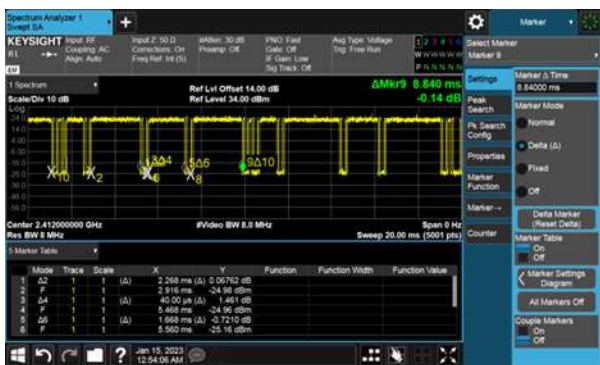 Spectrum Analyzer 1
Swept SA
+
Marker
KEYSIGHT
Input: RF
Coupling: AC
Align: Auto
Input Z: 50 Ω
Corrections: On
Freq Ref: Int (S)
#Atten: 30 dB
Preamp: Off
PNO: Fast
Gate: Off
IF Gain: Low
Sig Track: Off
Avg Type: Voltage
Trig: Free Run
1 2 3 4 5 6
W W W W W W
P N N N N N
Select Marker
Marker 9
1 Spectrum
Scale/Div 10 dB
Log
Ref Lvl Offset 14.00 dB
Ref Level 34.00 dBm
ΔMkr9 8.840 ms
-0.14 dB
Settings
Marker Δ Time
8.84000 ms
Peak Search
Pk Search Config
Properties
Marker Function
Marker→
Counter
Marker Mode
Normal
Delta (Δ)
Fixed
Off
Delta Marker
(Reset Delta)
Marker Table
On
Off
Marker Settings Diagram
All Markers Off
Couple Markers
On
Off
Center 2.412000000 GHz
Res BW 8 MHz
#Video BW 8.0 MHz
Span 0 Hz
Sweep 20.00 ms (5001 pts)
5 Marker Table
Mode Trace Scale X Y Function Function Width Function Value
1 Δ2 1 t (Δ) 2.268 ms (Δ) 0.06762 dB
2 F 1 t 2.916 ms -24.98 dBm
3 Δ4 1 t (Δ) 40.00 µs (Δ) 1.461 dB
4 F 1 t 5.468 ms -24.96 dBm
5 Δ6 1 t (Δ) 1.668 ms (Δ) -0.7210 dB
6 F 1 t 5.560 ms -25.16 dBm
Jan 15, 2023
12:54:06 AM